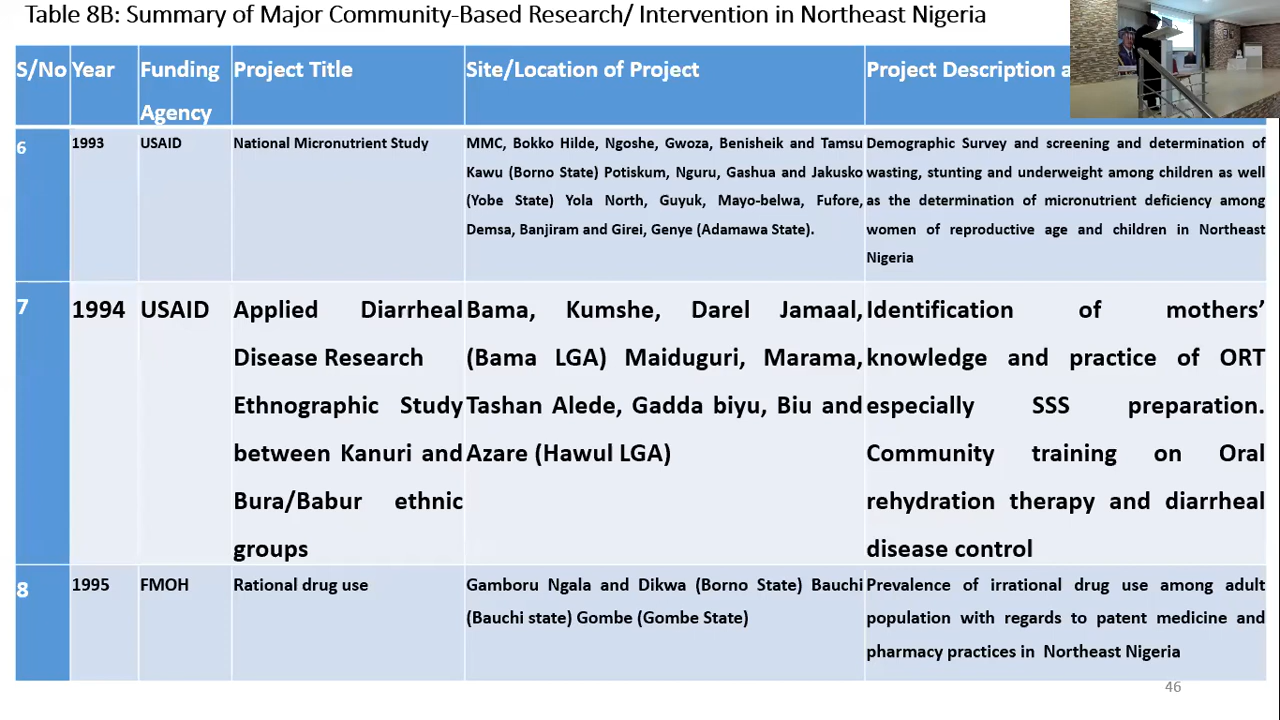 Table 8B: Summary of Major Community-Based Research/ Intervention in Northeast Nigeria
S/No Year Funding Agency Project Title Site/Location of Project Project Description
6
1993
USAID
National Micronutrient Study
MMC, Bokko Hilde, Ngoshe, Gwoza, Benisheik and Tamsu
Kawu (Borno State) Potiskum, Nguru, Gashua and Jakusko
(Yobe State) Yola North, Guyuk, Mayo-belwa, Fufore,
Demsa, Banjiram and Girei, Genye (Adamawa State).
Demographic Survey and screening and determination of
wasting, stunting and underweight among children as well
as the determination of micronutrient deficiency among
women of reproductive age and children in Northeast
Nigeria
7
1994
USAID
Applied Diarrheal
Disease Research
Ethnographic Study
between Kanuri and
Bura/Babur ethnic
groups
Bama, Kumshe, Darel Jamaal,
(Bama LGA) Maiduguri, Marama,
Tashan Alede, Gadda biyu, Biu and
Azare (Hawul LGA)
Identification of mothers’
knowledge and practice of ORT
especially SSS preparation.
Community training on Oral
rehydration therapy and diarrheal
disease control
8
1995
FMOH
Rational drug use
Gamboru Ngala and Dikwa (Borno State) Bauchi
(Bauchi state) Gombe (Gombe State)
Prevalence of irrational drug use among adult
population with regards to patent medicine and
pharmacy practices in Northeast Nigeria
46